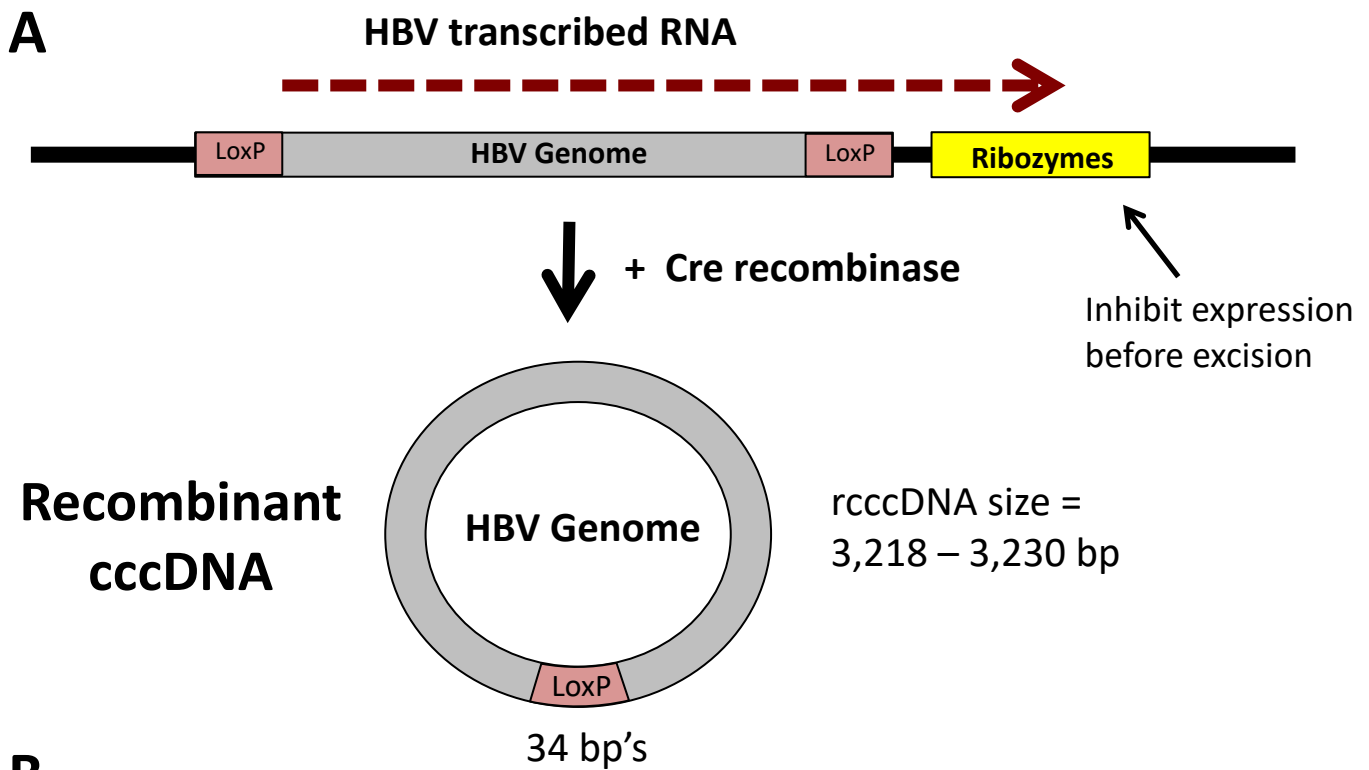 A
HBV transcribed RNA
LoxP
HBV Genome
LoxP
Ribozymes
+ Cre recombinase
Inhibit expression
before excision
Recombinant
cccDNA
HBV Genome
rcccDNA size =
3,218 – 3,230 bp
LoxP
34 bp's